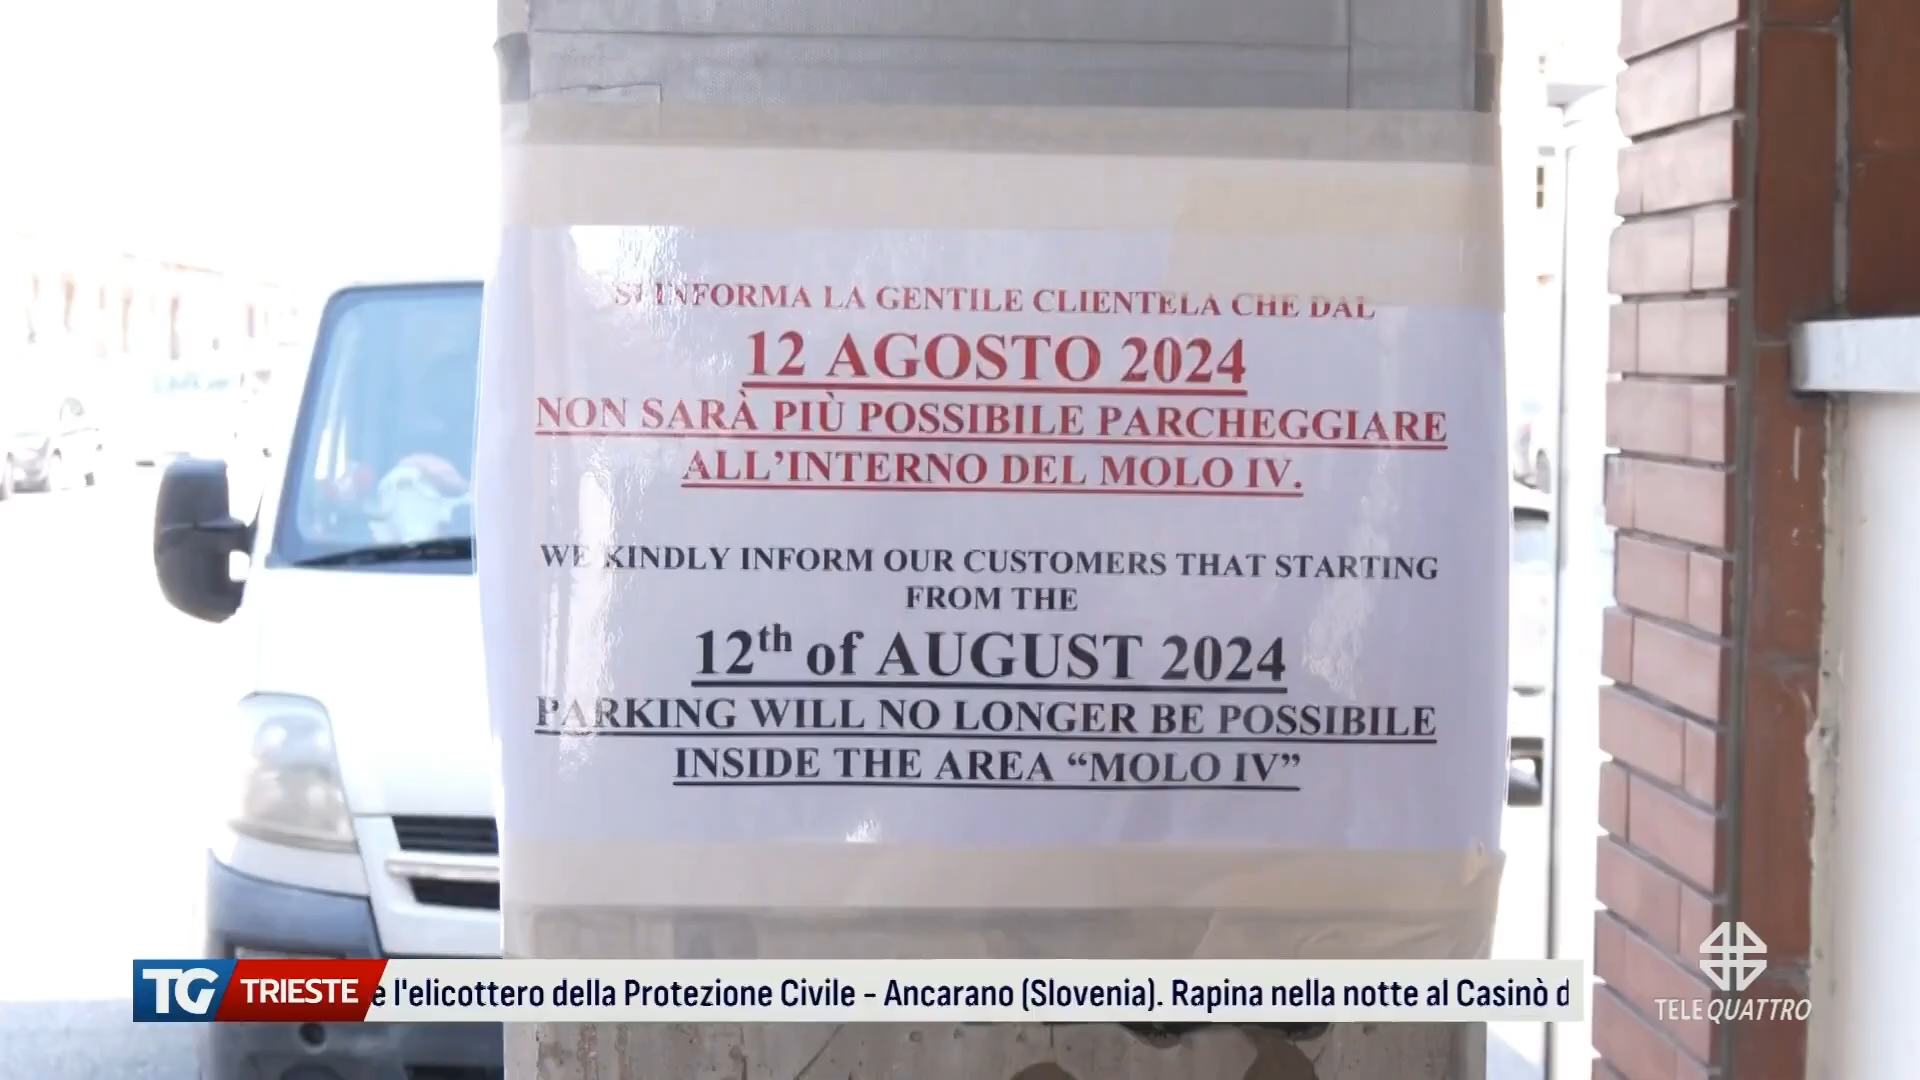 SI INFORMA LA GENTILE CLIENTELA CHE DAL
12 AGOSTO 2024
NON SARÀ PIÙ POSSIBILE PARCHEGGIARE
ALL'INTERNO DEL MOLO IV.
WE KINDLY INFORM OUR CUSTOMERS THAT STARTING
FROM THE
12th of AUGUST 2024
PARKING WILL NO LONGER BE POSSIBILE
INSIDE THE AREA “MOLO IV”
TG TRIESTE e l'elicottero della Protezione Civile - Ancarano (Slovenia). Rapina nella notte al Casinò d
TELEQUATTRO